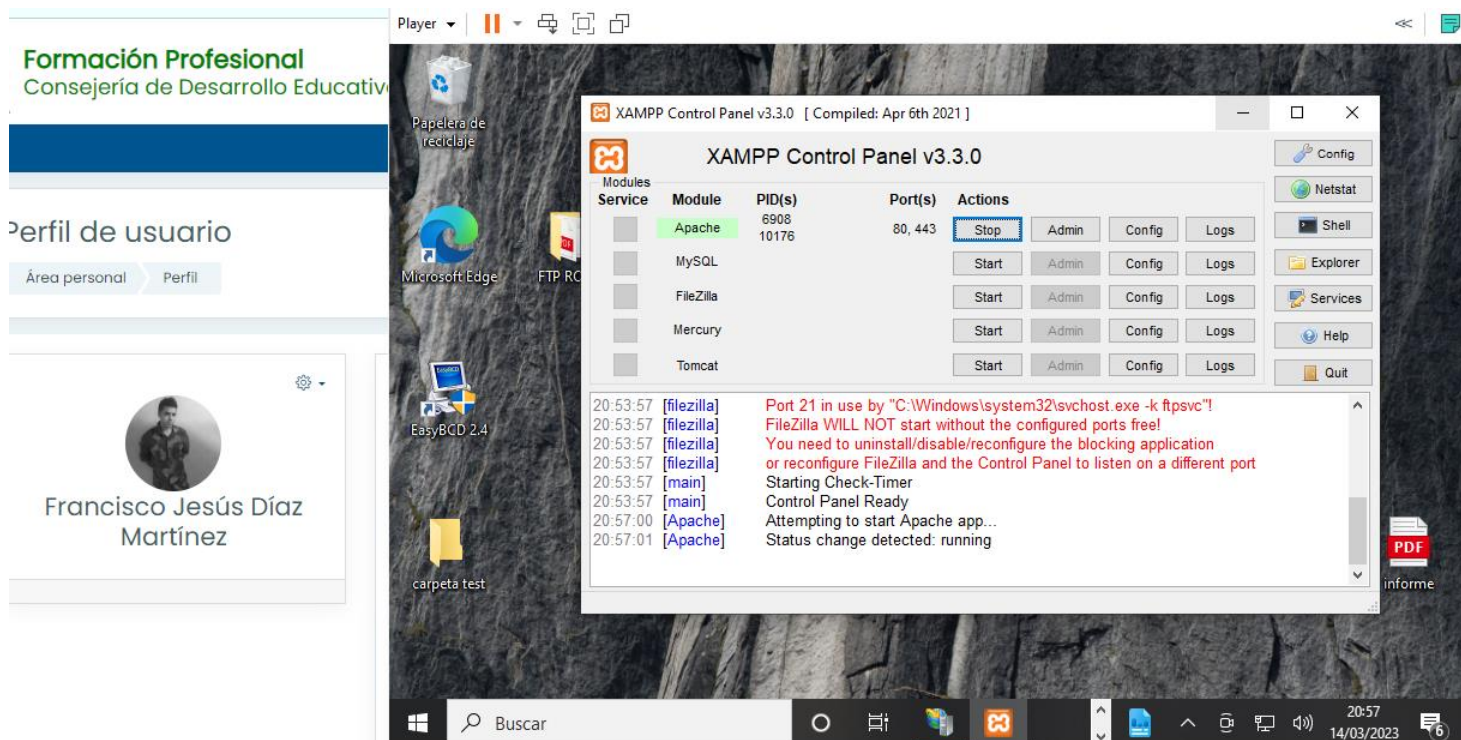 Formación Profesional
Consejería de Desarrollo Educativ
Perfil de usuario
Área personal Perfil
Francisco Jesús Díaz
Martínez
Player
Papelera de
reciclaje
Microsoft Edge
FTP RO
EasyBCD 2.4
carpeta test
PDF
informe
XAMPP Control Panel v3.3.0 [ Compiled: Apr 6th 2021 ]
XAMPP Control Panel v3.3.0
Modules
Service Module PID(s) Port(s) Actions
Apache 6908 10176 80, 443 Stop Admin Config Logs
MySQL Start Admin Config Logs
FileZilla Start Admin Config Logs
Mercury Start Admin Config Logs
Tomcat Start Admin Config Logs
Config
Netstat
Shell
Explorer
Services
Help
Quit
20:53:57 [filezilla] Port 21 in use by "C:\Windows\system32\svchost.exe -k ftpsvc"!
20:53:57 [filezilla] FileZilla WILL NOT start without the configured ports free!
20:53:57 [filezilla] You need to uninstall/disable/reconfigure the blocking application
20:53:57 [filezilla] or reconfigure FileZilla and the Control Panel to listen on a different port
20:53:57 [main] Starting Check-Timer
20:53:57 [main] Control Panel Ready
20:57:00 [Apache] Attempting to start Apache app...
20:57:01 [Apache] Status change detected: running
Buscar
20:57
14/03/2023
6